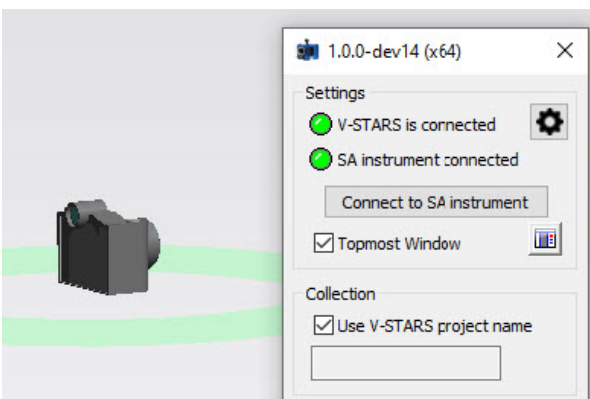 1.0.0-dev14 (x64)
Settings
V-STARS is connected
SA instrument connected
Connect to SA instrument
Topmost Window
Collection
Use V-STARS project name